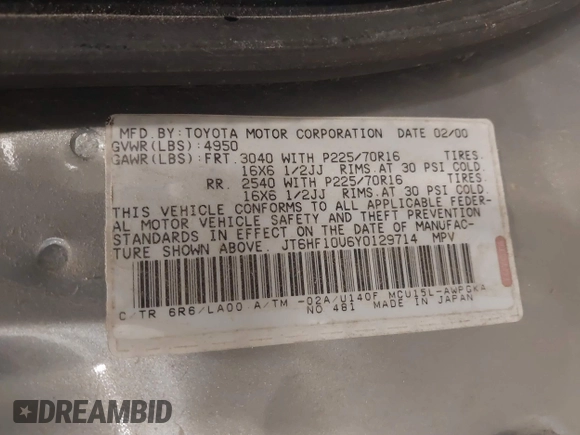 MFD. BY: TOYOTA MOTOR CORPORATION DATE 02/00
GVWR(LBS): 4950
GAWR(LBS): FRT. 3040 WITH P225/70R16 TIRES.
16X6 1/2JJ RIMS.AT 30 PSI COLD.
RR. 2540 WITH P225/70R16 TIRES.
16X6 1/2JJ RIMS.AT 30 PSI COLD.
THIS VEHICLE CONFORMS TO ALL APPLICABLE FEDER-
AL MOTOR VEHICLE SAFETY AND THEFT PREVENTION
STANDARDS IN EFFECT ON THE DATE OF MANUFAC-
TURE SHOWN ABOVE. JT6HF10U6Y0129714 MPV
C/TR 6R6/LA00 A/TM -02A/U140F MCU15L-AWPGKA
NO 481 MADE IN JAPAN
DREAMBID